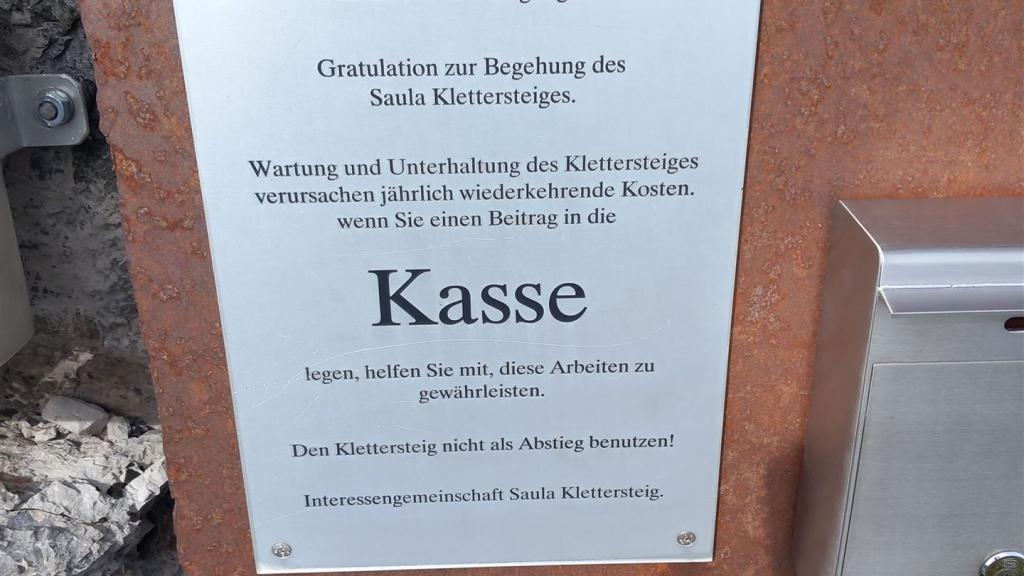 Gratulation zur Begehung des
Saula Klettersteiges.
Wartung und Unterhaltung des Klettersteiges
verursachen jährlich wiederkehrende Kosten.
wenn Sie einen Beitrag in die
Kasse
legen, helfen Sie mit, diese Arbeiten zu
gewährleisten.
Den Klettersteig nicht als Abstieg benutzen!
Interessengemeinschaft Saula Klettersteig.